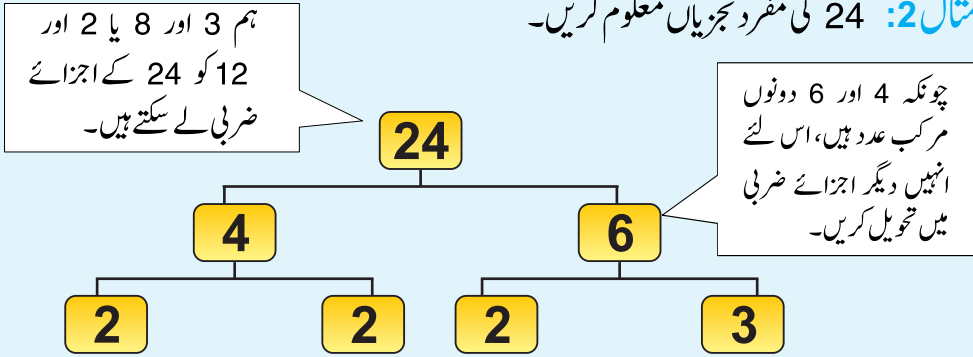 مثال 2: 24 کی مفرد تجزیاں معلوم کریں۔
ہم 3 اور 8 یا 2 اور
12 کو 24 کے اجزائے
ضربی لے سکتے ہیں۔
چونکہ 4 اور 6 دونوں
مرکب عدد ہیں، اس لئے
انہیں دیگر اجزائے ضربی
میں تحویل کریں۔
24
4 6
2 2 2 3